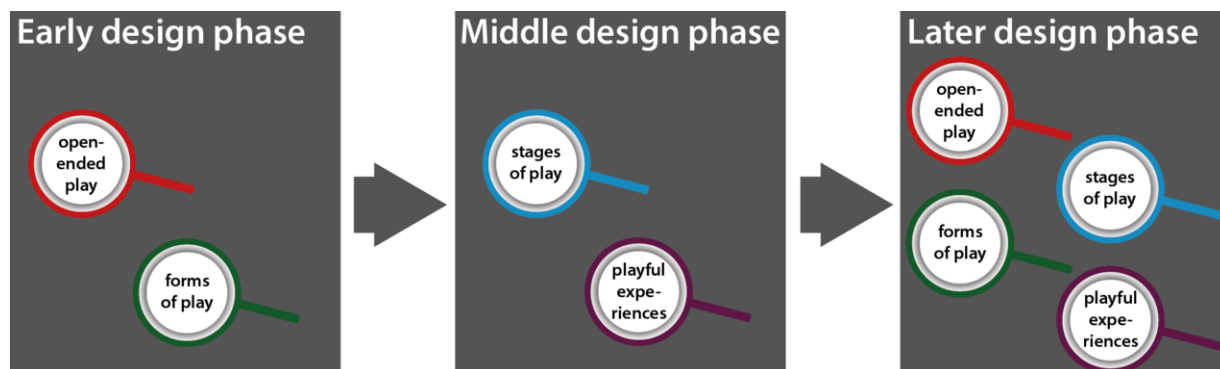 Early design phase
open-
ended
play
forms
of play
Middle design phase
stages
of play
playful
expe-
riences
Later design phase
open-
ended
play
stages
of play
forms
of play
playful
expe-
riences